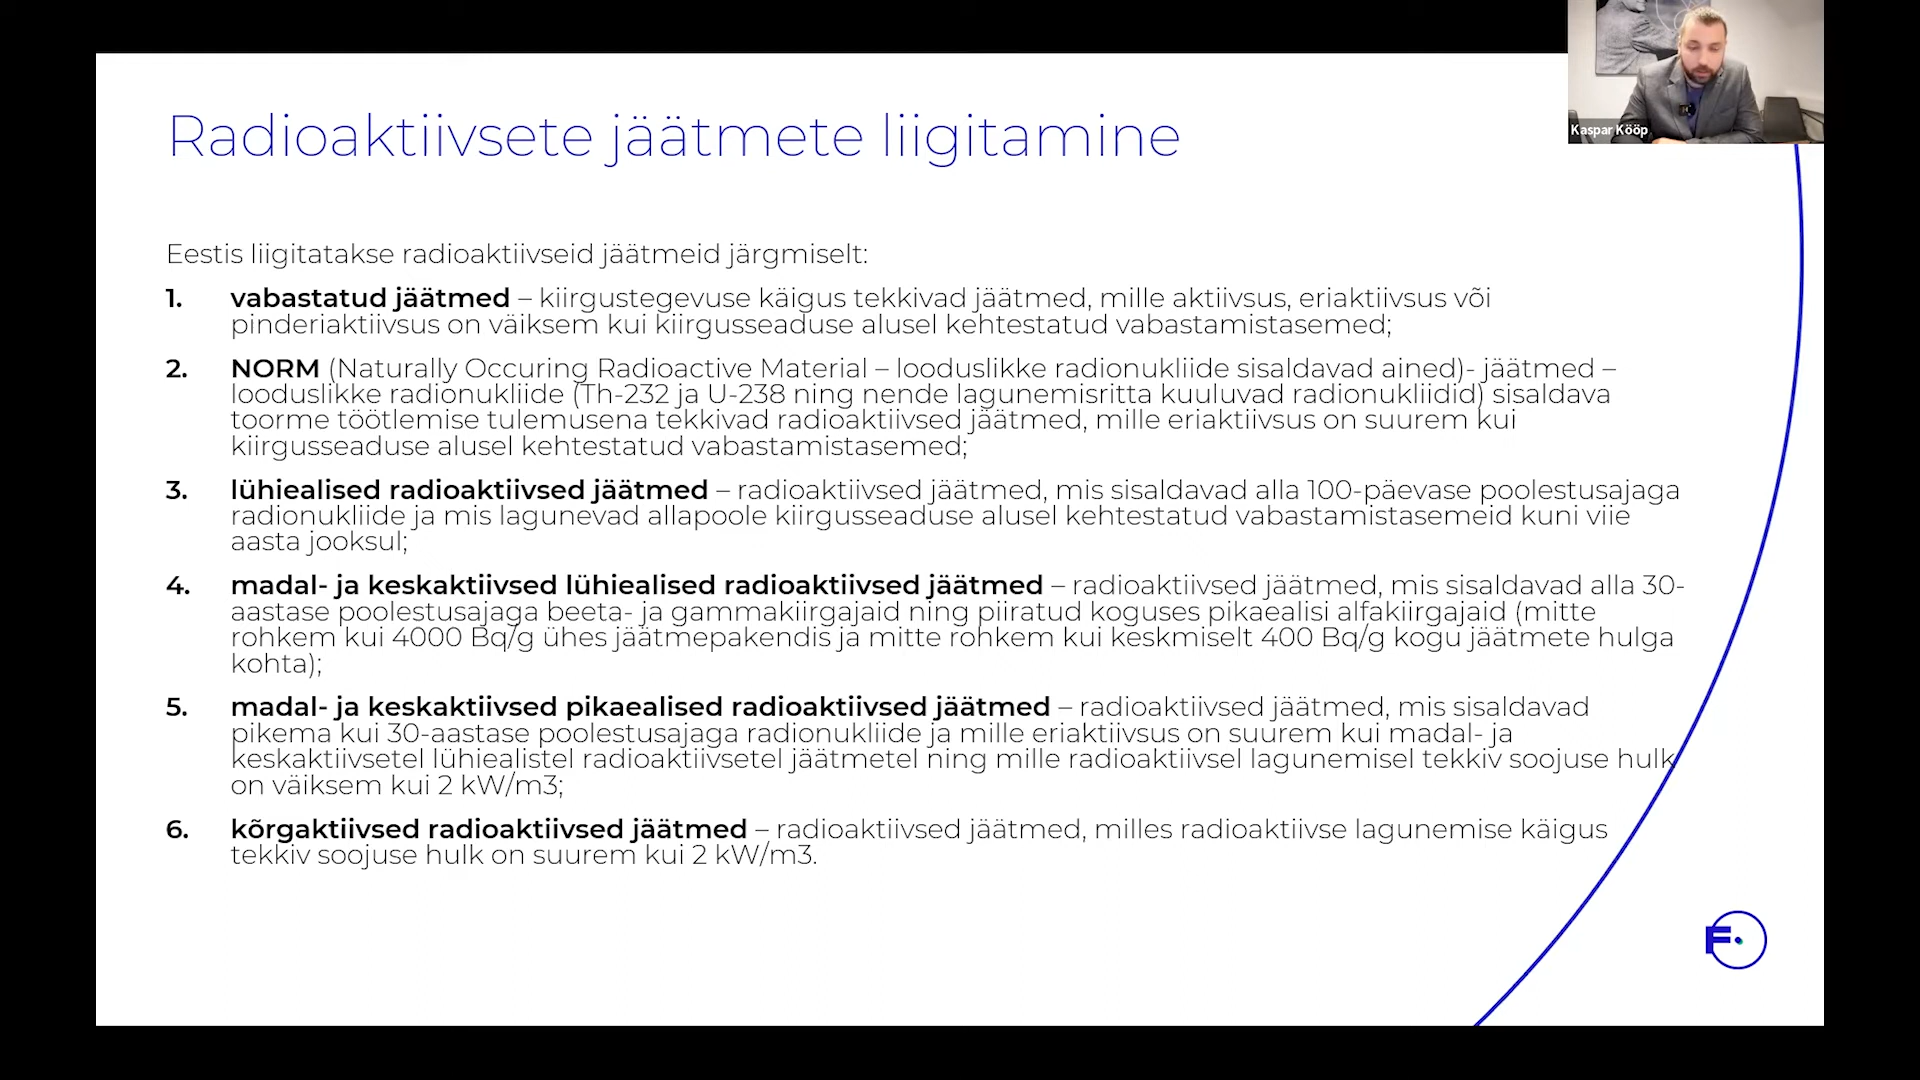 Kaspar Kööp
Radioaktiivsete jäätmete liigitamine
Eestis liigitatakse radioaktiivseid jäätmeid järgmiselt:
1. vabastatud jäätmed – kiirgustegevuse käigus tekkivad jäätmed, mille aktiivsus, eriaktiivsus või
pinderiaktiivsus on väiksem kui kiirgusseaduse alusel kehtestatud vabastamistasemed;
2. NORM (Naturally Occuring Radioactive Material – looduslikke radionukliide sisaldavad ained)- jäätmed –
looduslikke radionukliide (Th-232 ja U-238 ning nende lagunemisritta kuuluvad radionukliidid) sisaldava
toorme töötlemise tulemusena tekkivad radioaktiivsed jäätmed, mille eriaktiivsus on suurem kui
kiirgusseaduse alusel kehtestatud vabastamistasemed;
3. lühiealised radioaktiivsed jäätmed – radioaktiivsed jäätmed, mis sisaldavad alla 100-päevase poolestusajaga
radionukliide ja mis lagunevad allapoole kiirgusseaduse alusel kehtestatud vabastamistasemeid kuni viie
aasta jooksul;
4. madal- ja keskaktiivsed lühiealised radioaktiivsed jäätmed – radioaktiivsed jäätmed, mis sisaldavad alla 30-
aastase poolestusajaga beeta- ja gammakiirgajaid ning piiratud koguses pikaealisi alfakiirgajaid (mitte
rohkem kui 4000 Bq/g ühes jäätmepakendis ja mitte rohkem kui keskmiselt 400 Bq/g kogu jäätmete hulga
kohta);
5. madal- ja keskaktiivsed pikaealised radioaktiivsed jäätmed – radioaktiivsed jäätmed, mis sisaldavad
pikema kui 30-aastase poolestusajaga radionukliide ja mille eriaktiivsus on suurem kui madal- ja
keskaktiivsetel lühiealistel radioaktiivsetel jäätmetel ning mille radioaktiivsel lagunemisel tekkiv soojuse hulk
on väiksem kui 2 kW/m3;
6. kõrgaktiivsed radioaktiivsed jäätmed – radioaktiivsed jäätmed, milles radioaktiivse lagunemise käigus
tekkiv soojuse hulk on suurem kui 2 kW/m3.
F.